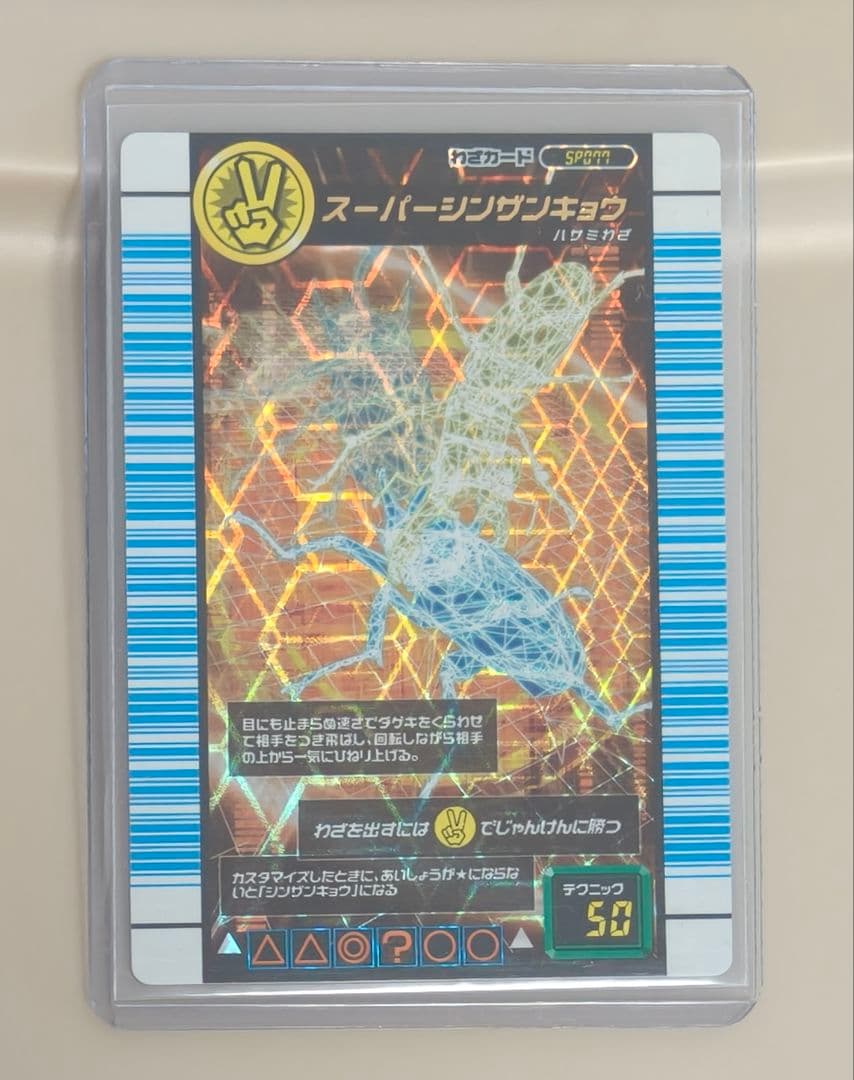 わざカード SP077
スーパーシンザンキョウ
ハサミわざ
目にも止まらぬ速さでダゲキをくらわせ
て相手をつき飛ばし、回転しながら相手
の上から一気にひねり上げる。
わざを出すには でじゃんけんに勝つ
カスタマイズしたときに、あいしょうが★にならな
いと「シンザンキョウ」になる
テクニック
50
△△◎?○○